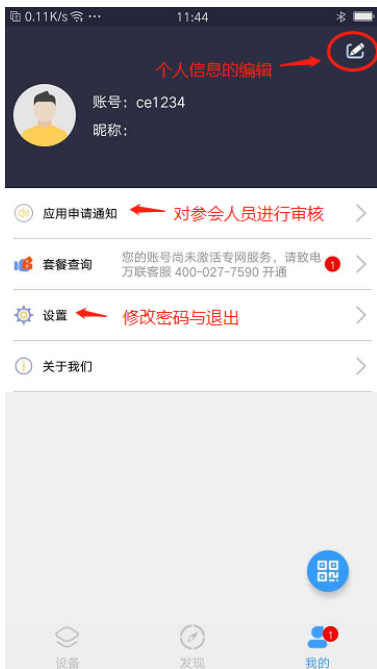 0.11K/s ...
11:44
个人信息的编辑
账号：ce1234
昵称：
应用申请通知
对参会人员进行审核
套餐查询
您的账号尚未激活专网服务，请致电
万联客服 400-027-7590 开通
1
设置
修改密码与退出
关于我们
1
设备
发现
我的